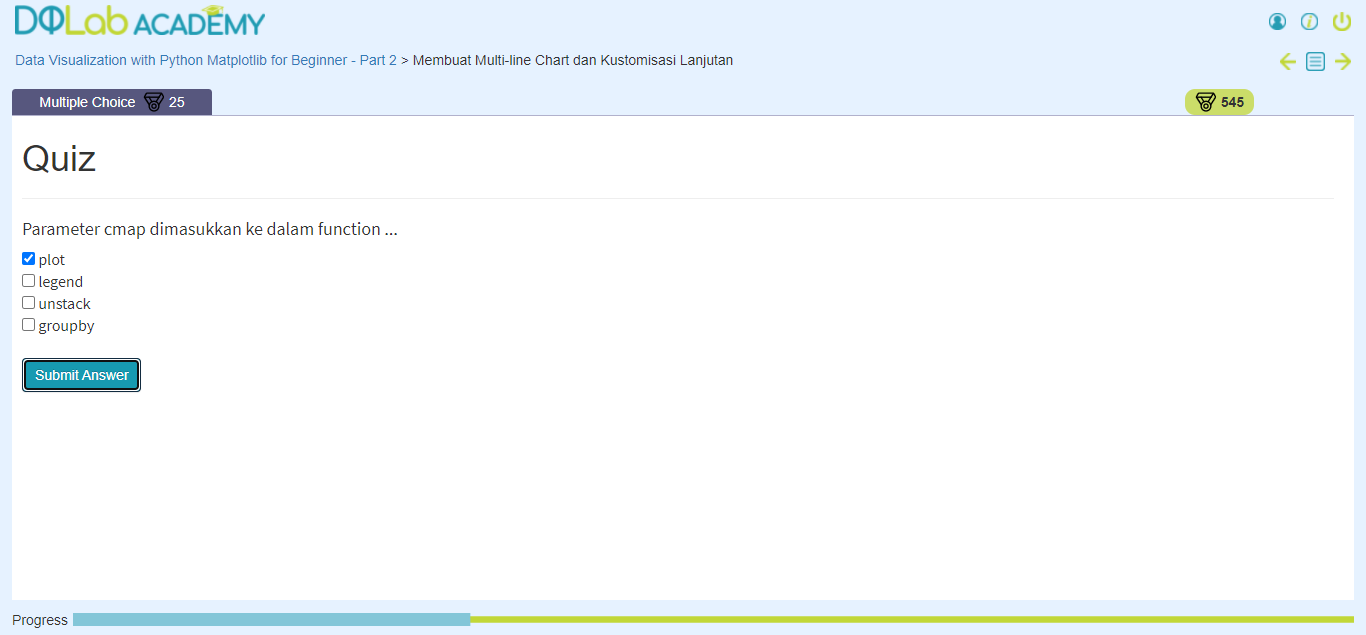 DQLab ACADEMY
Data Visualization with Python Matplotlib for Beginner - Part 2 > Membuat Multi-line Chart dan Kustomisasi Lanjutan
Multiple Choice 25
545
Quiz
Parameter cmap dimasukkan ke dalam function ...
plot
legend
unstack
groupby
Submit Answer
Progress